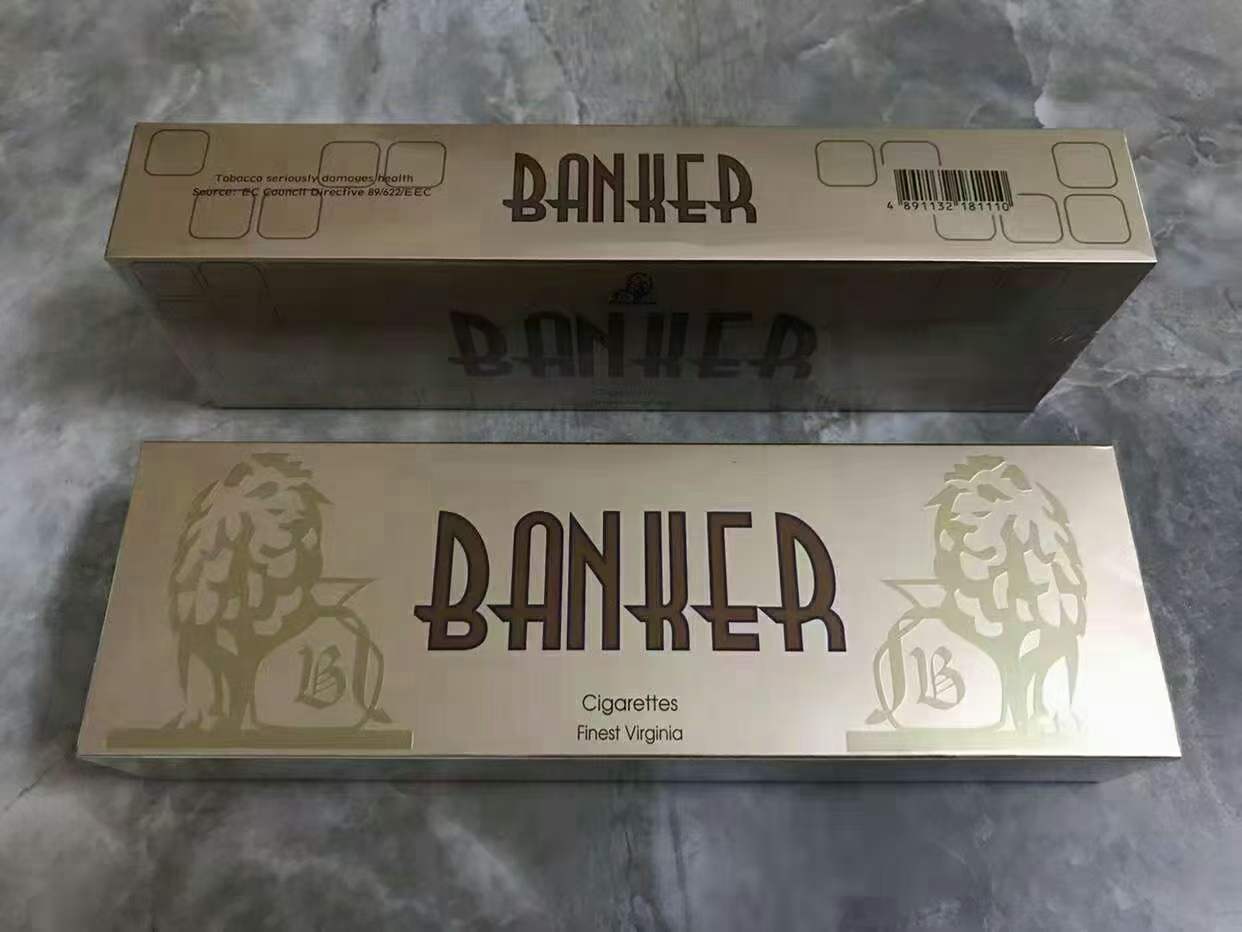 Tobacco seriously damages health
Source: EC Council Directive 89/622/EEC
BANKER
4 891132 181110
BANKER
BANKER
B
B
Cigarettes
Finest Virginia